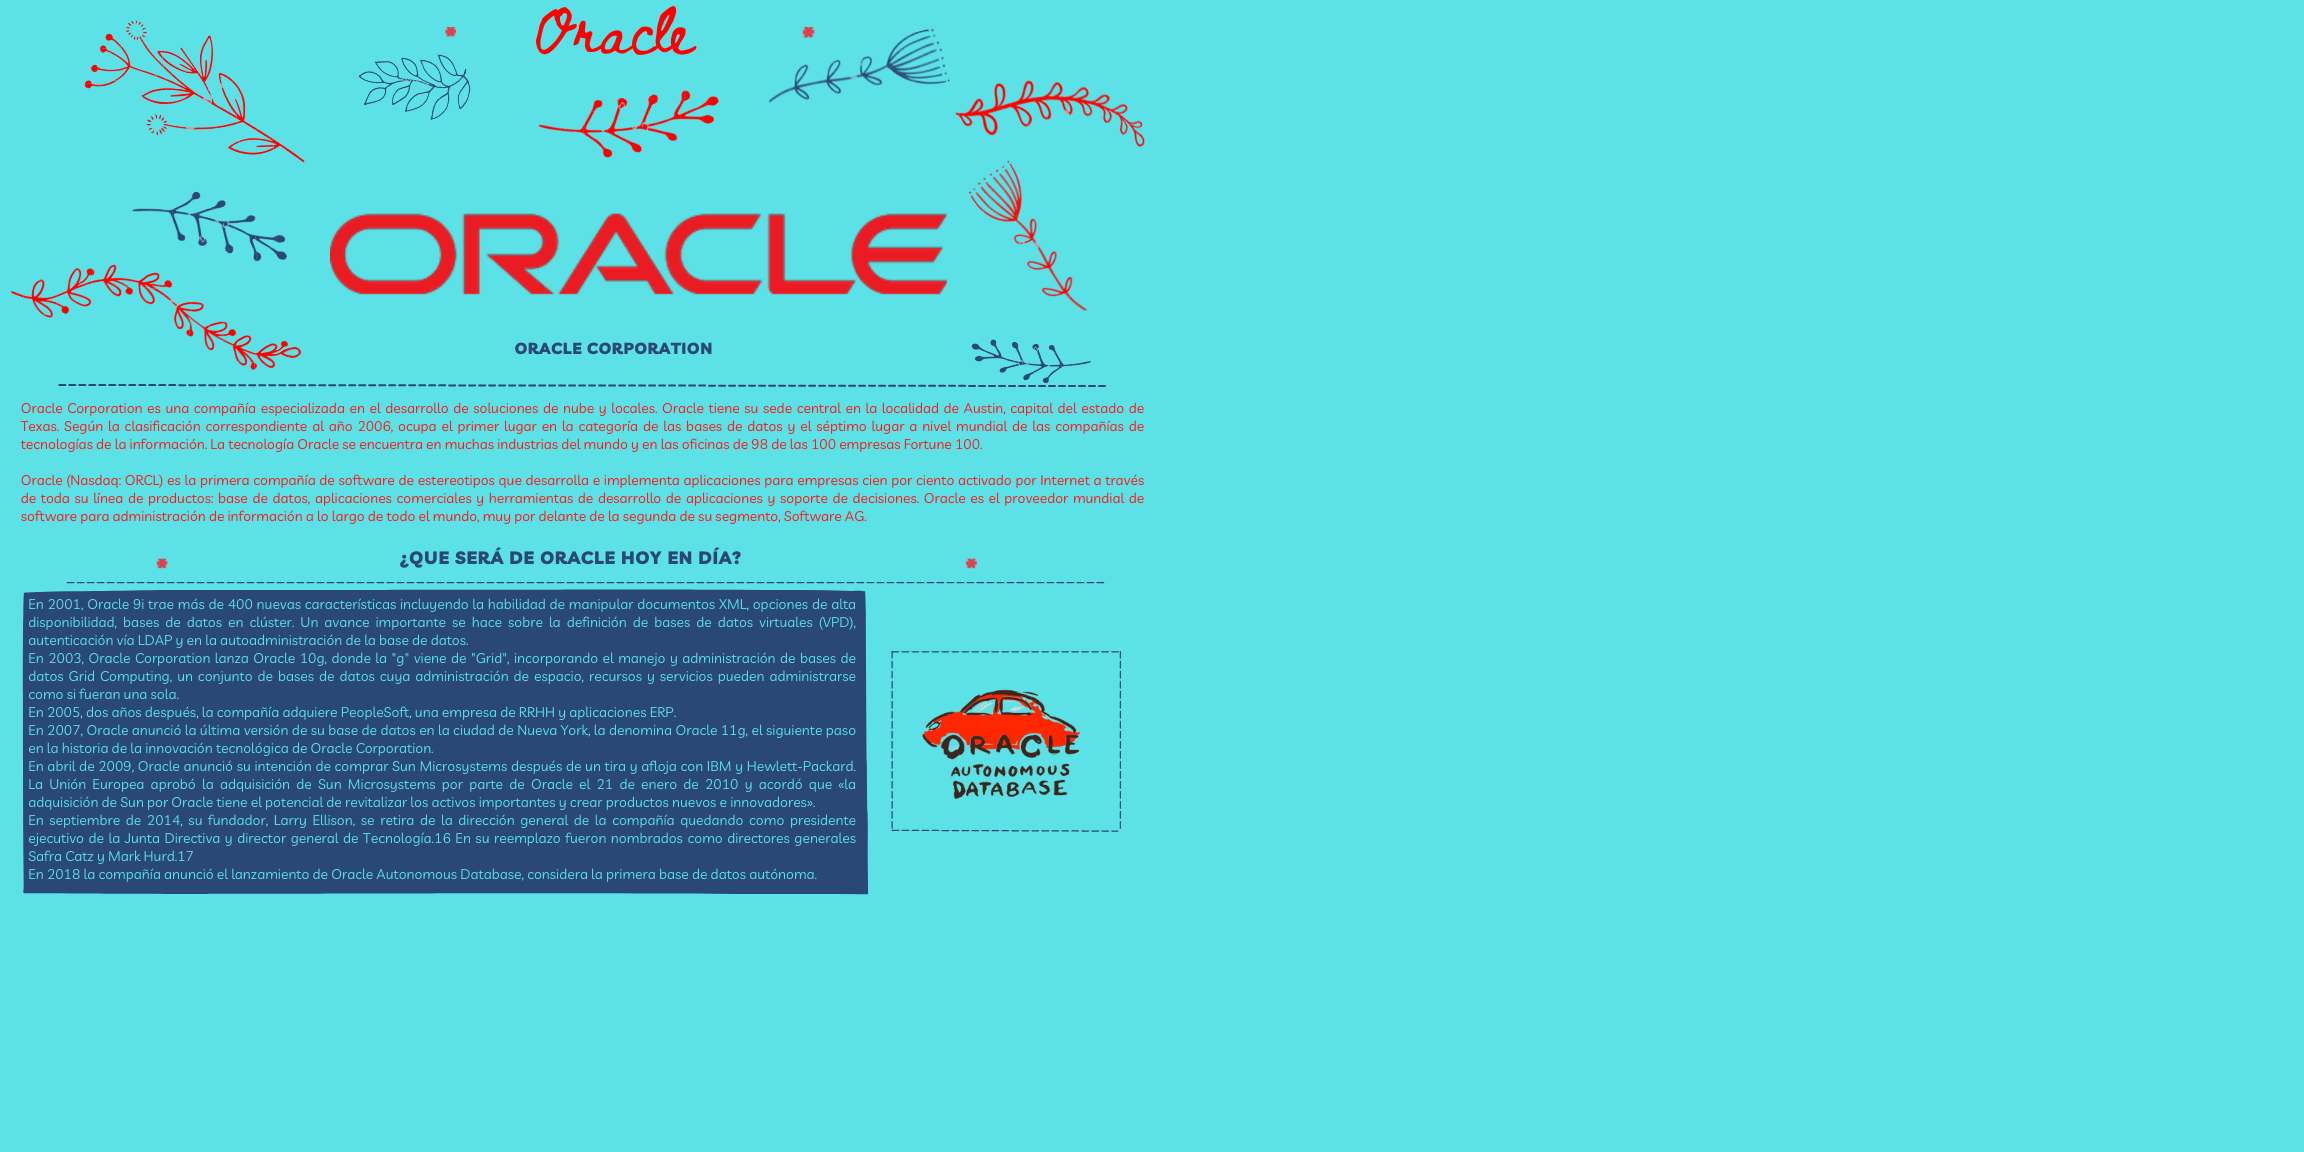 Oracle
ORACLE
ORACLE CORPORATION
Oracle Corporation es una compañía especializada en el desarrollo de soluciones de nube y locales. Oracle tiene su sede central en la localidad de Austin, capital del estado de
Texas. Según la clasificación correspondiente al año 2006, ocupa el primer lugar en la categoría de las bases de datos y el séptimo lugar a nivel mundial de las compañías de
tecnologías de la información. La tecnología Oracle se encuentra en muchas industrias del mundo y en las oficinas de 98 de las 100 empresas Fortune 100.
Oracle (Nasdaq: ORCL) es la primera compañía de software de estereotipos que desarrolla e implementa aplicaciones para empresas cien por ciento activado por Internet a través
de toda su línea de productos: base de datos, aplicaciones comerciales y herramientas de desarrollo de aplicaciones y soporte de decisiones. Oracle es el proveedor mundial de
software para administración de información a lo largo de todo el mundo, muy por delante de la segunda de su segmento, Software AG.
¿QUE SERÁ DE ORACLE HOY EN DÍA?
En 2001, Oracle 9i trae más de 400 nuevas características incluyendo la habilidad de manipular documentos XML, opciones de alta
disponibilidad, bases de datos en clúster. Un avance importante se hace sobre la definición de bases de datos virtuales (VPD),
autenticación vía LDAP y en la autoadministración de la base de datos.
En 2003, Oracle Corporation lanza Oracle 10g, donde la "g" viene de "Grid", incorporando el manejo y administración de bases de
datos Grid Computing, un conjunto de bases de datos cuya administración de espacio, recursos y servicios pueden administrarse
como si fueran una sola.
En 2005, dos años después, la compañía adquiere PeopleSoft, una empresa de RRHH y aplicaciones ERP.
En 2007, Oracle anunció la última versión de su base de datos en la ciudad de Nueva York, la denomina Oracle 11g, el siguiente paso
en la historia de la innovación tecnológica de Oracle Corporation.
En abril de 2009, Oracle anunció su intención de comprar Sun Microsystems después de un tira y afloja con IBM y Hewlett-Packard.
La Unión Europea aprobó la adquisición de Sun Microsystems por parte de Oracle el 21 de enero de 2010 y acordó que «la
adquisición de Sun por Oracle tiene el potencial de revitalizar los activos importantes y crear productos nuevos e innovadores».
En septiembre de 2014, su fundador, Larry Ellison, se retira de la dirección general de la compañía quedando como presidente
ejecutivo de la Junta Directiva y director general de Tecnología.16 En su reemplazo fueron nombrados como directores generales
Safra Catz y Mark Hurd.17
En 2018 la compañía anunció el lanzamiento de Oracle Autonomous Database, considera la primera base de datos autónoma.
ORACLE
AUTONOMOUS
DATABASE